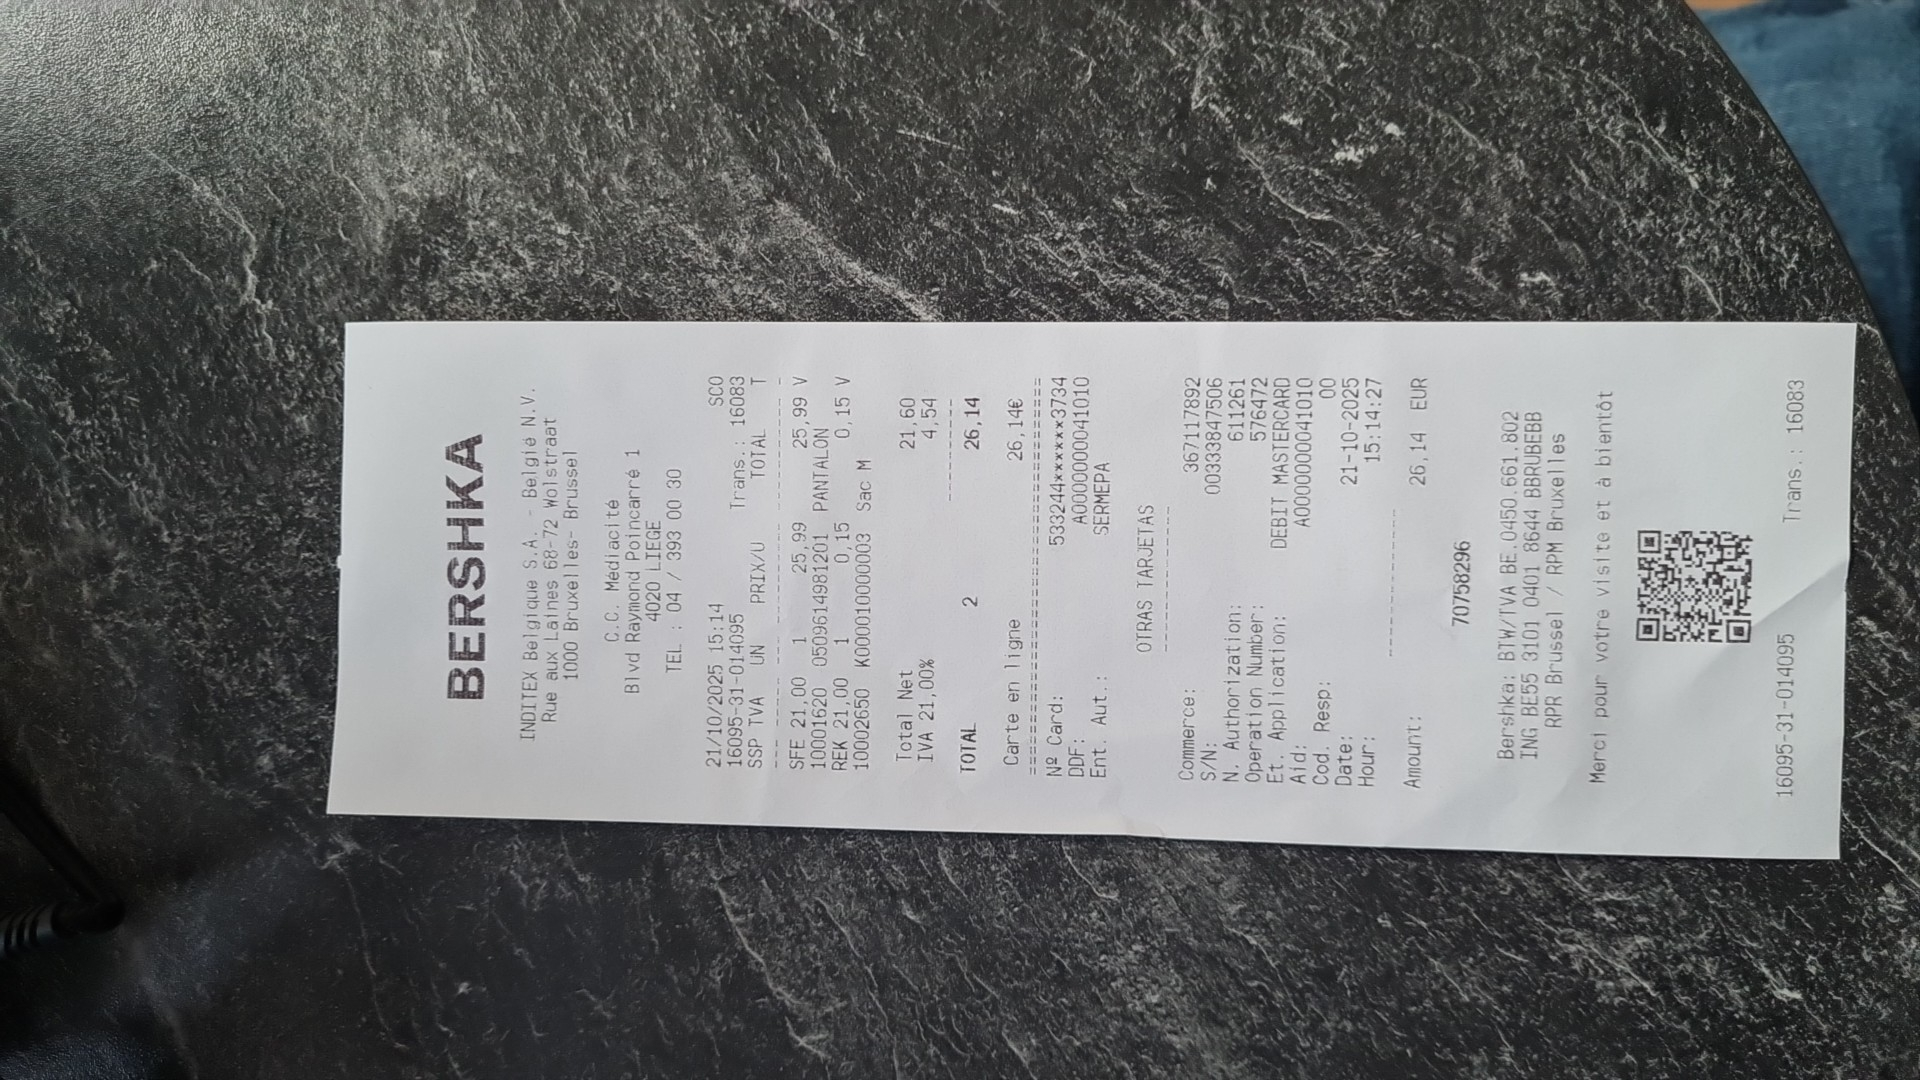 BERSHKA
INDITEX Belgique S.A. - België N.V.
Rue aux Laines 68-72 Wolstraat
1000 Bruxelles- Brussel
C.C. Mediacité
Blvd Raymond Poincarré 1
4020 LIEGE
TEL : 04 / 393 00 30
21/10/2025 15:14 SCO
16095-31-014095 Trans.: 16083
SSP TVA UN PRIX/U TOTAL T
SFE 21,00 1 25,99 25,99 V
10001620 0509614981201 PANTALON
REK 21,00 1 0,15 0,15 V
10002650 K00010000003 Sac M
Total Net 21,60
IVA 21,00% 4,54
TOTAL 2 26,14
Carte en ligne 26,14€
Nº Card: 533244******3734
DDF: A0000000041010
Ent. Aut.: SERMEPA
OTRAS TARJETAS
Commerce: 367117892
S/N: 00333847506
N. Authorization: 611261
Operation Number: 576472
Et. Application: DEBIT MASTERCARD
Aid: A0000000041010
Cod. Resp: 00
Date: 21-10-2025
Hour: 15:14:27
Amount: 26,14 EUR
70758296
Bershka: BTW/TVA BE.0450.661.802
ING BE55 3101 0401 8644 BBRUBEBB
RPR Brussel / RPM Bruxelles
Merci pour votre visite et à bientôt
16095-31-014095 Trans.: 16083